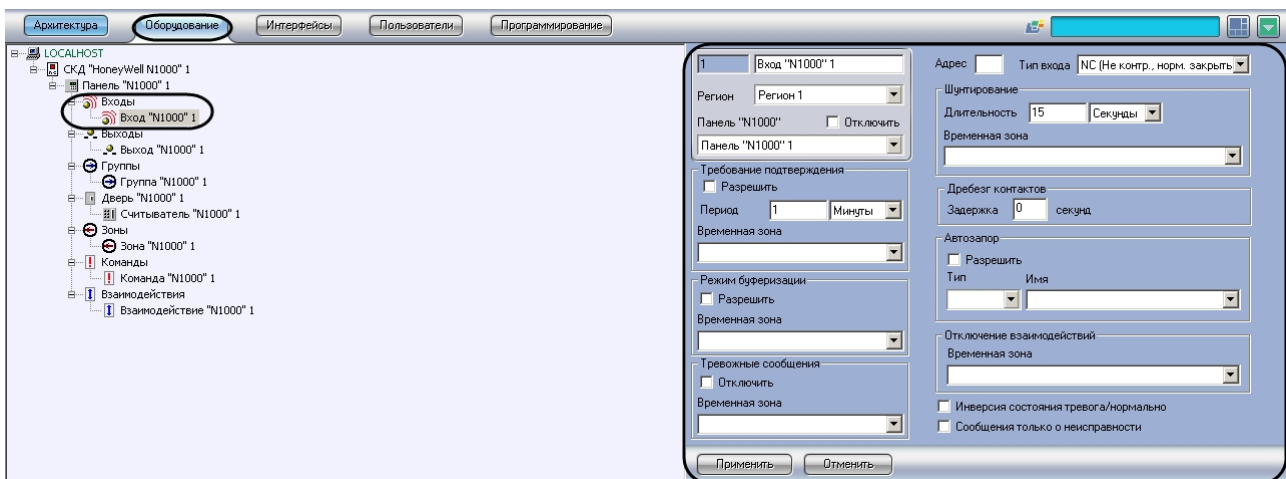 Архитектура Оборудование Интерфейсы Пользователи Программирование
LOCALHOST
СКД "HoneyWell N1000" 1
Панель "N1000" 1
Входы
Вход "N1000" 1
Выходы
Выход "N1000" 1
Группы
Группа "N1000" 1
Дверь "N1000" 1
Считыватель "N1000" 1
Зоны
Зона "N1000" 1
Команды
Команда "N1000" 1
Взаимодействия
Взаимодействие "N1000" 1
1 Вход "N1000" 1
Регион Регион 1
Панель "N1000" Отключить
Панель "N1000" 1
Требование подтверждения
Разрешить
Период 1 Минуты
Временная зона
Режим буферизации
Разрешить
Временная зона
Тревожные сообщения
Отключить
Временная зона
Адрес Тип входа NC (Не контр., норм. закрыть
Шунтирование
Длительность 15 Секунды
Временная зона
Дребезг контактов
Задержка 0 секунд
Автозапор
Разрешить
Тип Имя
Отключение взаимодействий
Временная зона
Инверсия состояния тревога/нормально
Сообщения только о неисправности
Применить Отменить